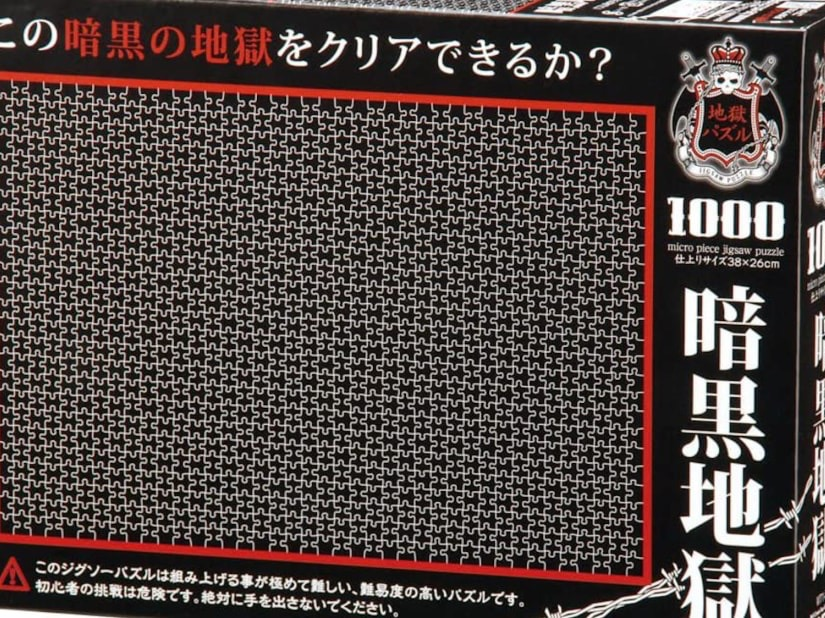 この暗黒の地獄をクリアできるか?
地獄
パズル
JIGSAW PUZZLE
1000
micro piece jigsaw puzzle
仕上りサイズ38×26cm
暗黒地獄
このジグソーパズルは組み上げる事が極めて難しい、難易度の高いパズルです。
初心者の挑戦は危険です。絶対に手を出さないでください。